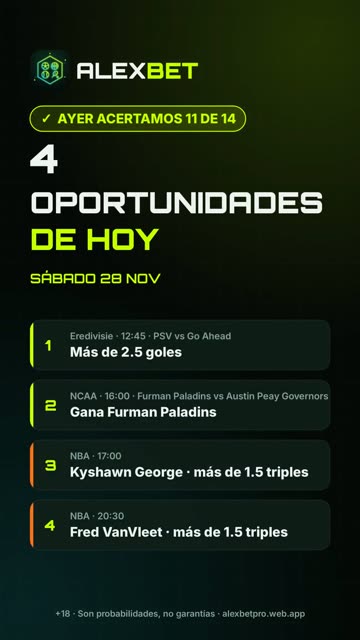 ALEXBET
✓ AYER ACERTAMOS 11 DE 14
4
OPORTUNIDADES
DE HOY
SÁBADO 28 NOV
1
Eredivisie · 12:45 · PSV vs Go Ahead
Más de 2.5 goles
2
NCAA · 16:00 · Furman Paladins vs Austin Peay Governors
Gana Furman Paladins
3
NBA · 17:00
Kyshawn George · más de 1.5 triples
4
NBA · 20:30
Fred VanVleet · más de 1.5 triples
+18 · Son probabilidades, no garantías · alexbetpro.web.app